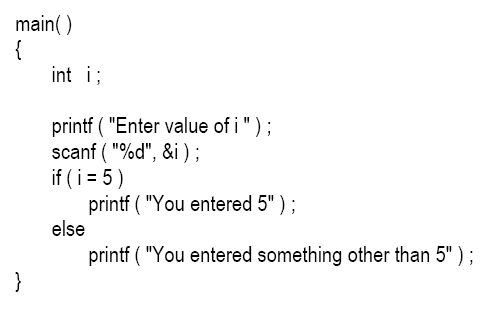 main( )
{
int i ;
printf ( "Enter value of i " ) ;
scanf ( "%d", &i ) ;
if ( i = 5 )
printf ( "You entered 5" ) ;
else
printf ( "You entered something other than 5" ) ;
}